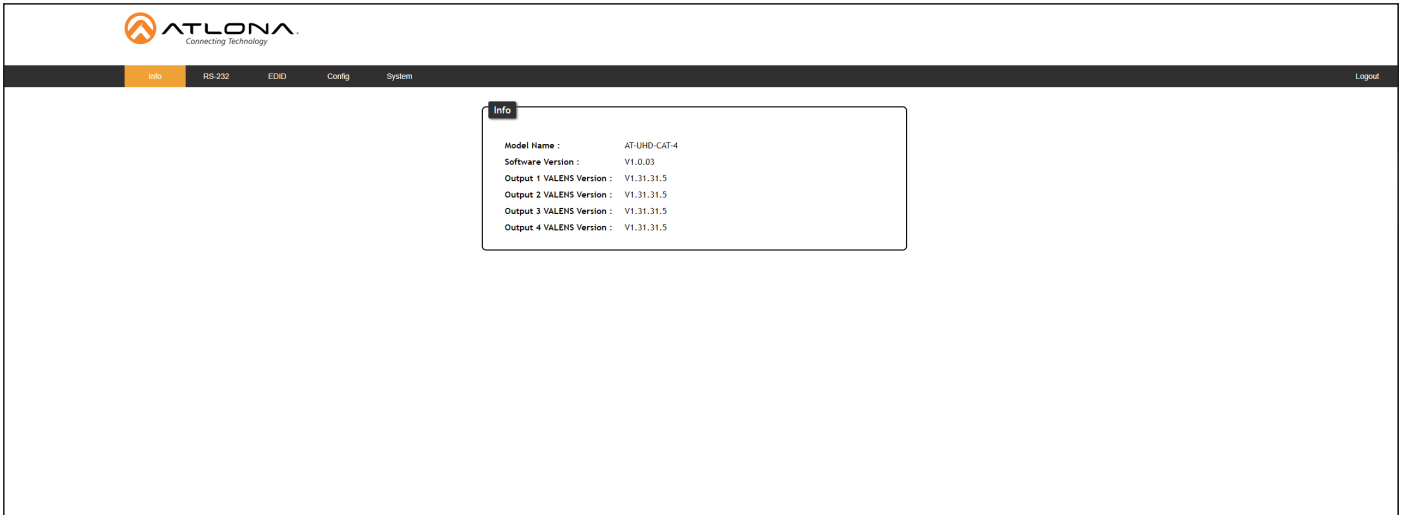 ATLONA.
Connecting Technology
Info RS-232 EDID Config System Logout
Info
Model Name : AT-UHD-CAT-4
Software Version : V1.0.03
Output 1 VALENS Version : V1.31.31.5
Output 2 VALENS Version : V1.31.31.5
Output 3 VALENS Version : V1.31.31.5
Output 4 VALENS Version : V1.31.31.5